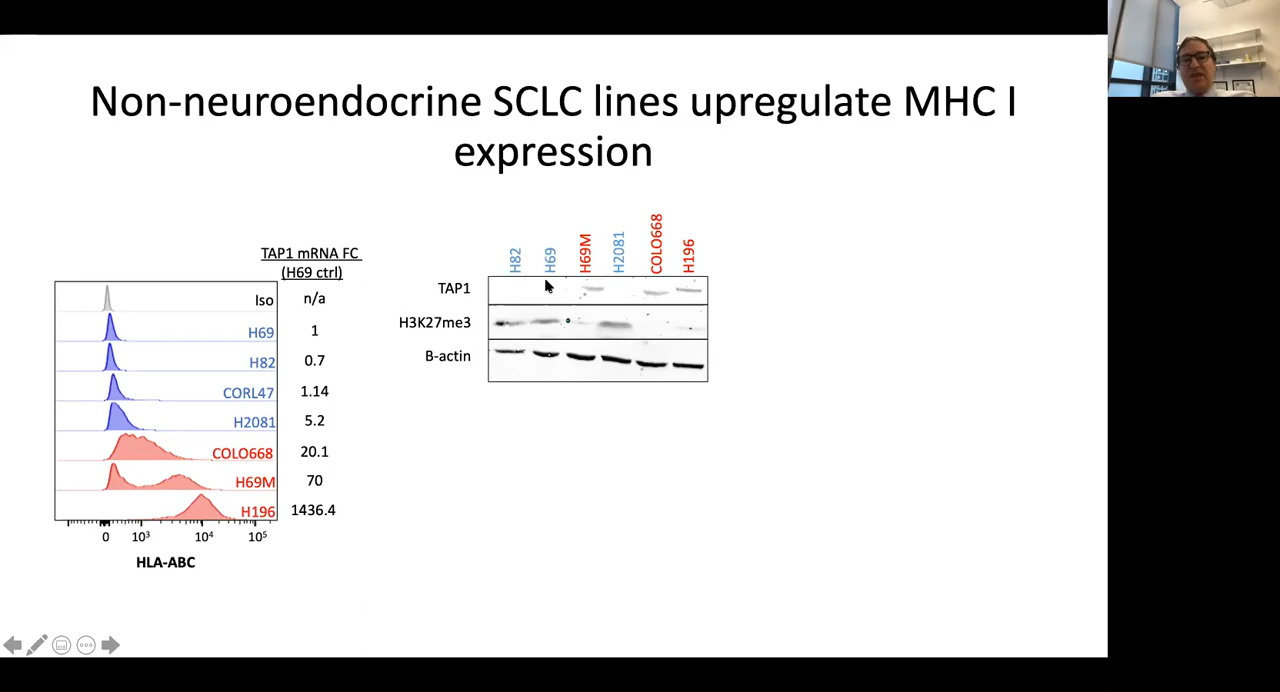 Non-neuroendocrine SCLC lines upregulate MHC I
expression
TAP1 mRNA FC
(H69 ctrl)
Iso n/a
H69 1
H82 0.7
CORL47 1.14
H2081 5.2
COLO668 20.1
H69M 70
H196 1436.4
0 10³ 10⁴ 10⁵
HLA-ABC
H82 H69 H69M H2081 COLO668 H196
TAP1
H3K27me3
B-actin